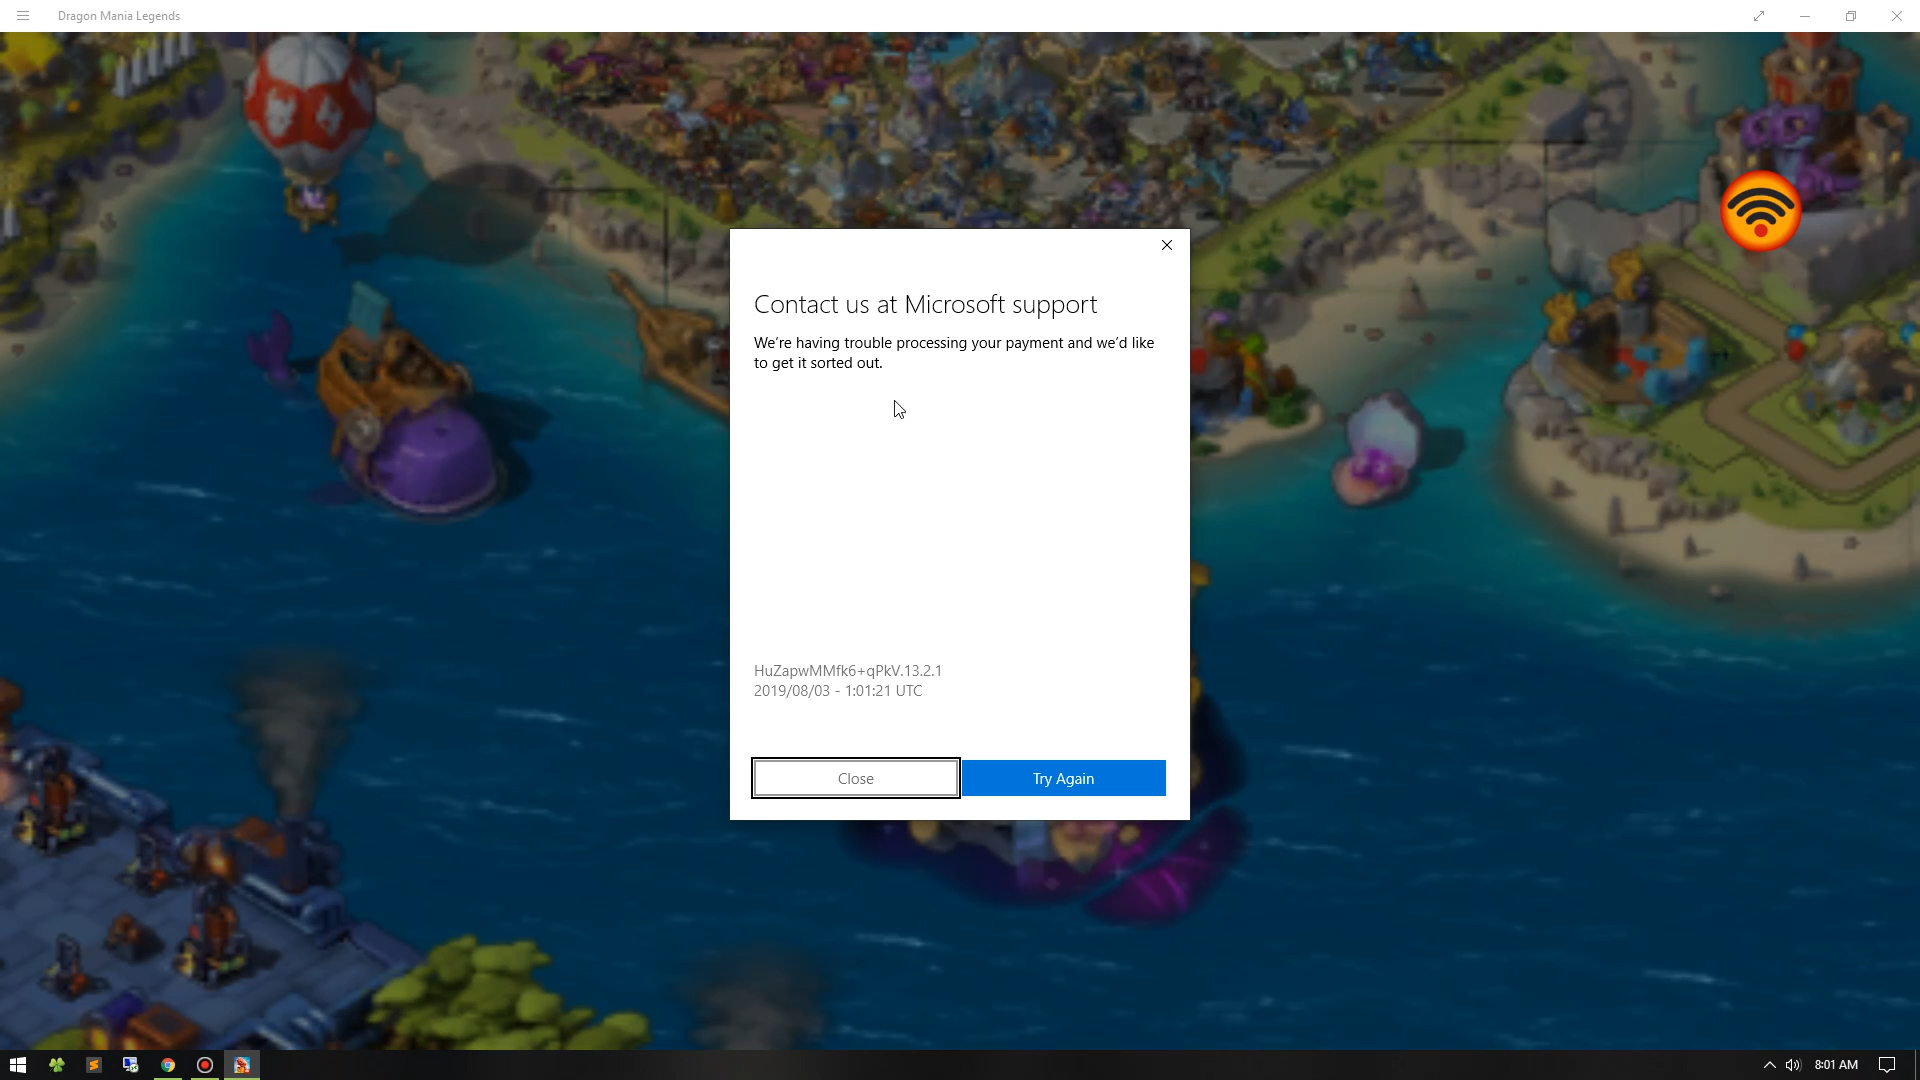 Dragon Mania Legends
Contact us at Microsoft support
We're having trouble processing your payment and we'd like
to get it sorted out.
HuZapwMMfk6+qPkV.13.2.1
2019/08/03 - 1:01:21 UTC
Close
Try Again
8:01 AM